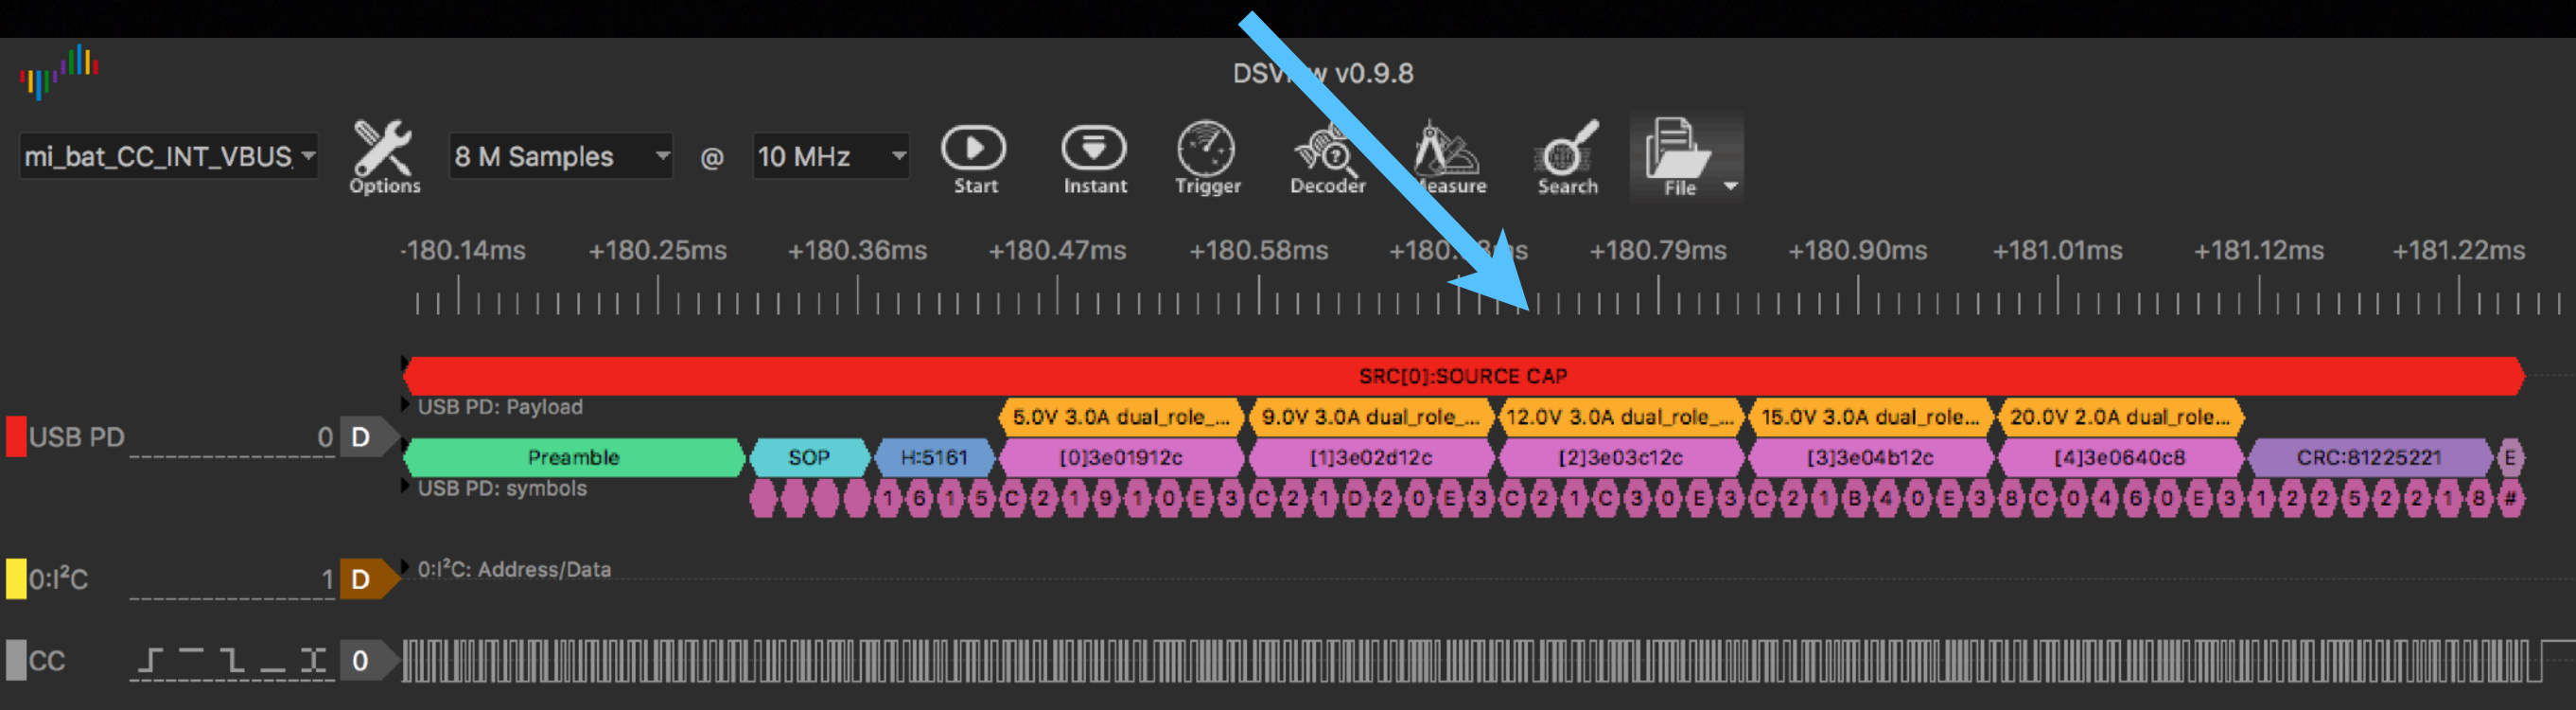 DSV w v0.9.8
mi_bat_CC_INT_VBUS
Options
8 M Samples
@
10 MHz
Start
Instant
Trigger
Decoder
easure
Search
File
-180.14ms +180.25ms +180.36ms +180.47ms +180.58ms +180. ms +180.79ms +180.90ms +181.01ms +181.12ms +181.22ms
SRC[0]:SOURCE CAP
USB PD: Payload
5.0V 3.0A dual_role_... 9.0V 3.0A dual_role_... 12.0V 3.0A dual_role_... 15.0V 3.0A dual_role... 20.0V 2.0A dual_role...
USB PD 0 D
Preamble SOP H:5161 [0]3e01912c [1]3e02d12c [2]3e03c12c [3]3e04b12c [4]3e0640c8 CRC:81225221 E
USB PD: symbols
1 6 1 5 C 2 1 9 1 0 E 3 C 2 1 D 2 0 E 3 C 2 1 C 3 0 E 3 C 2 1 B 4 0 E 3 8 C 0 4 6 0 E 3 1 2 2 5 2 2 1 8 #
0:I²C 1 D
0:I²C: Address/Data
CC 0